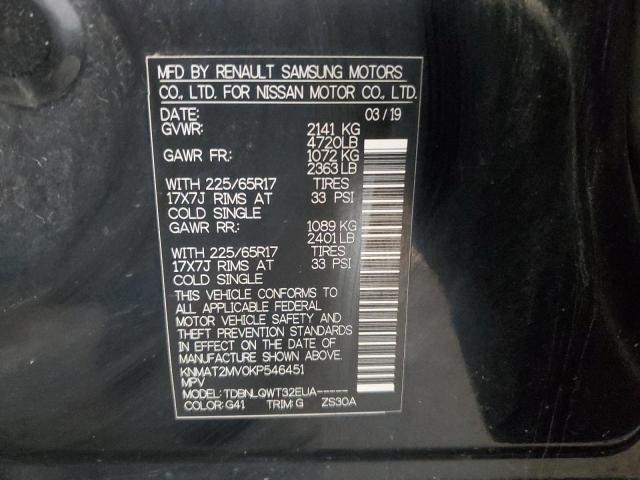 MFD BY RENAULT SAMSUNG MOTORS
CO., LTD. FOR NISSAN MOTOR CO., LTD.
DATE: 03/19
GVWR: 2141 KG
4720LB
GAWR FR: 1072 KG
2363 LB
WITH 225/65R17 TIRES
17X7J RIMS AT 33 PSI
COLD SINGLE
GAWR RR: 1089 KG
2401 LB
WITH 225/65R17 TIRES
17X7J RIMS AT 33 PSI
COLD SINGLE
THIS VEHICLE CONFORMS TO
ALL APPLICABLE FEDERAL
MOTOR VEHICLE SAFETY AND
THEFT PREVENTION STANDARDS
IN EFFECT ON THE DATE OF
MANUFACTURE SHOWN ABOVE.
KNMAT2MV0KP546451
MPV
MODEL: TDBNLQWT32EUA-----
COLOR: G41 TRIM: G ZS30A